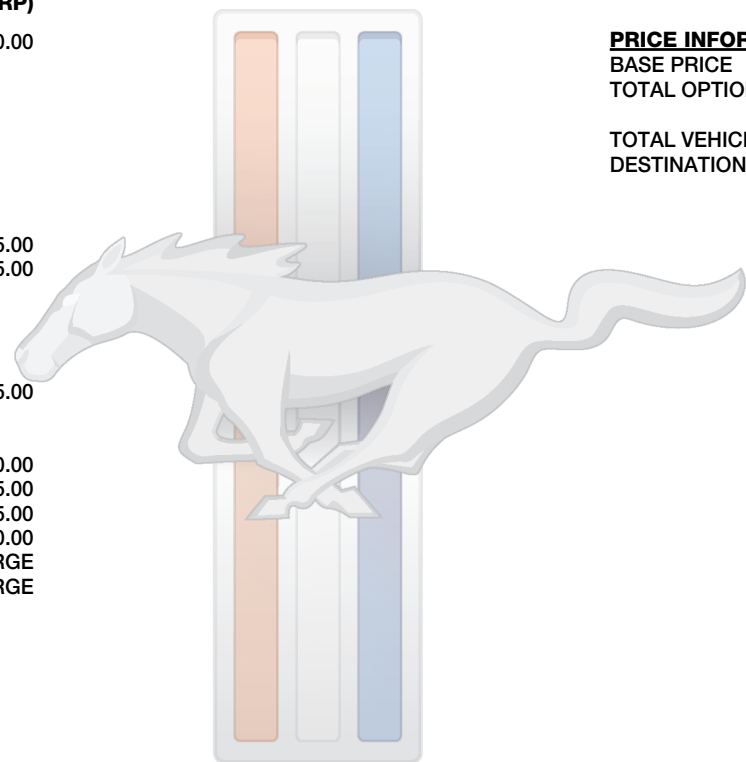 RP)
0.00
5.00
5.00
5.00
0.00
5.00
5.00
0.00
RGE
RGE
PRICE INFOR
BASE PRICE
TOTAL OPTIO
TOTAL VEHICL
DESTINATION